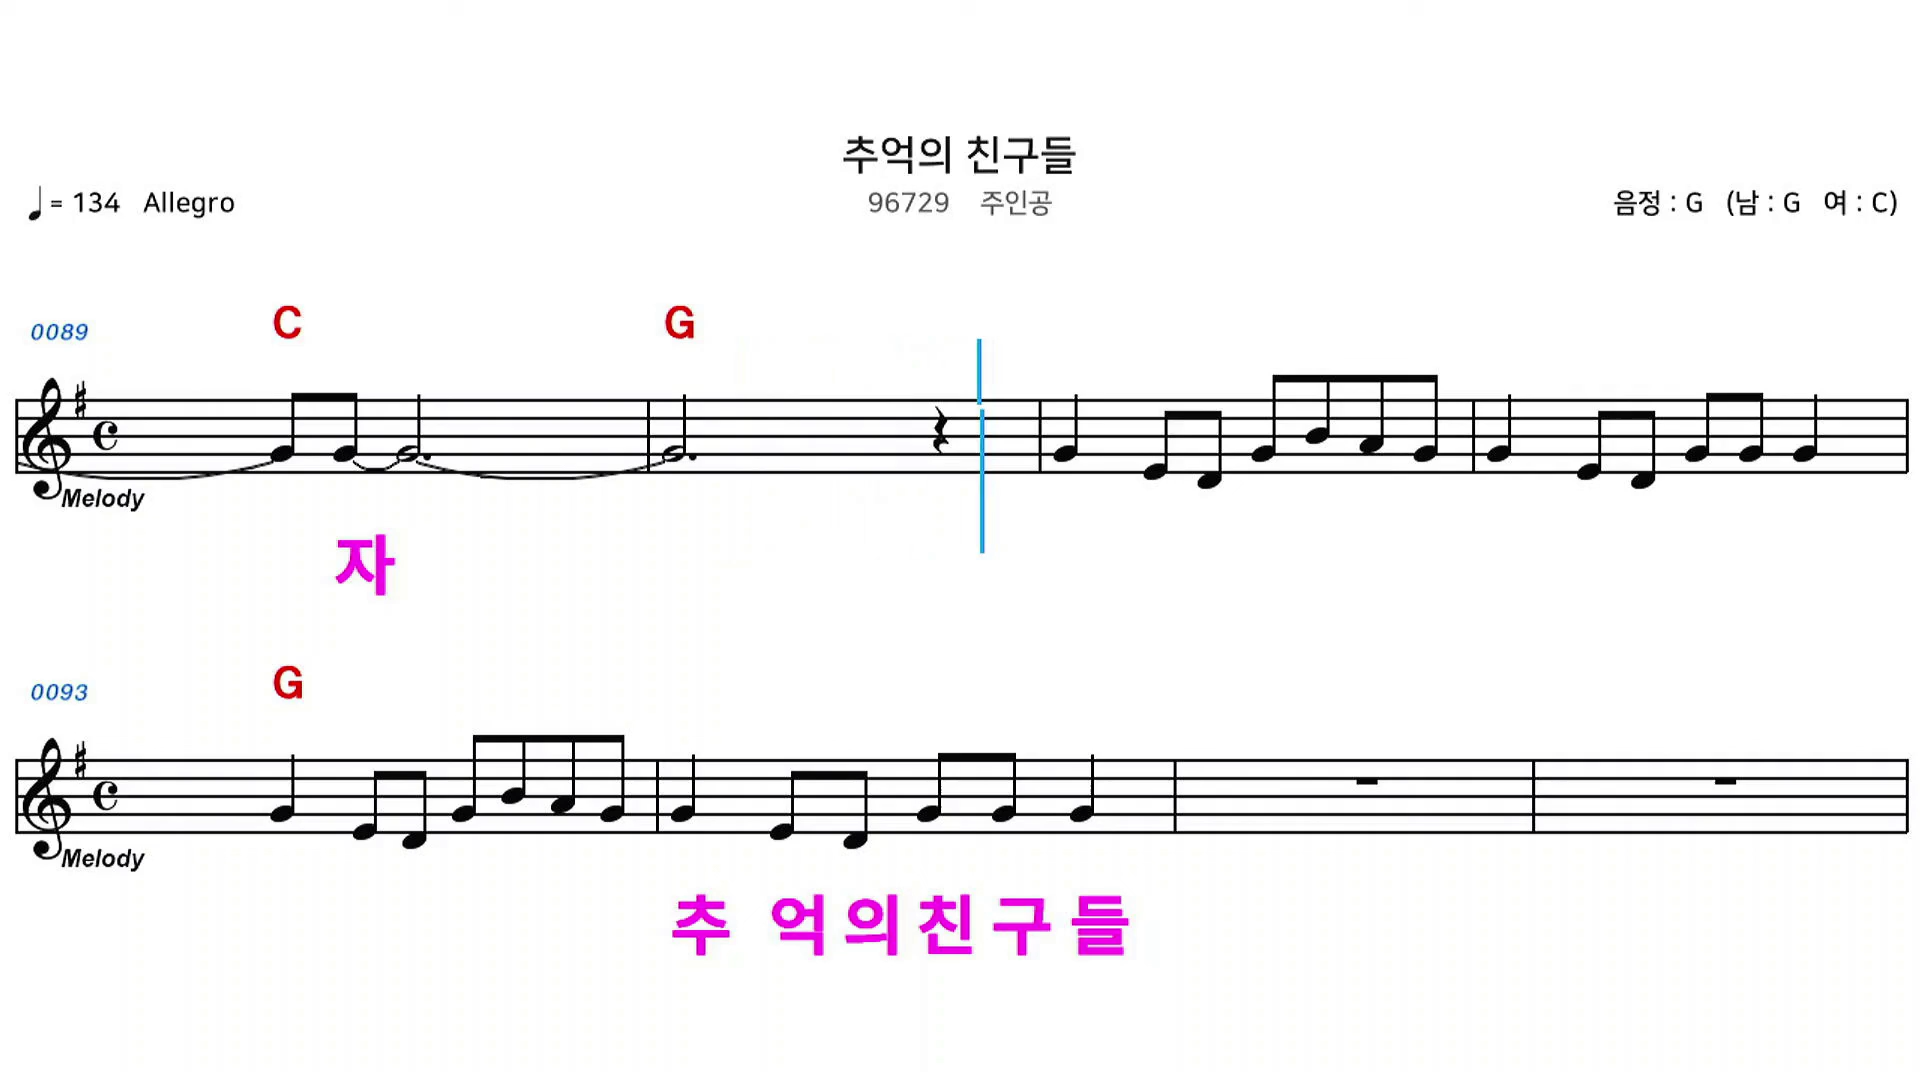 추억의 친구들
= 134 Allegro 96729 주인공 음정 : G (남 : G 여 : C)
0089 C G
Melody
자
0093 G
Melody
추 억의친구들